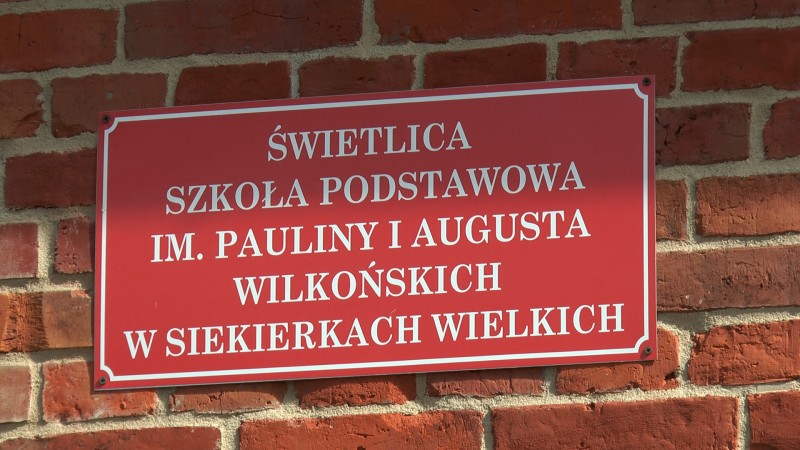 ŚWIETLICA
SZKOŁA PODSTAWOWA
IM. PAULINY I AUGUSTA
WILKOŃSKICH
W SIEKIERKACH WIELKICH